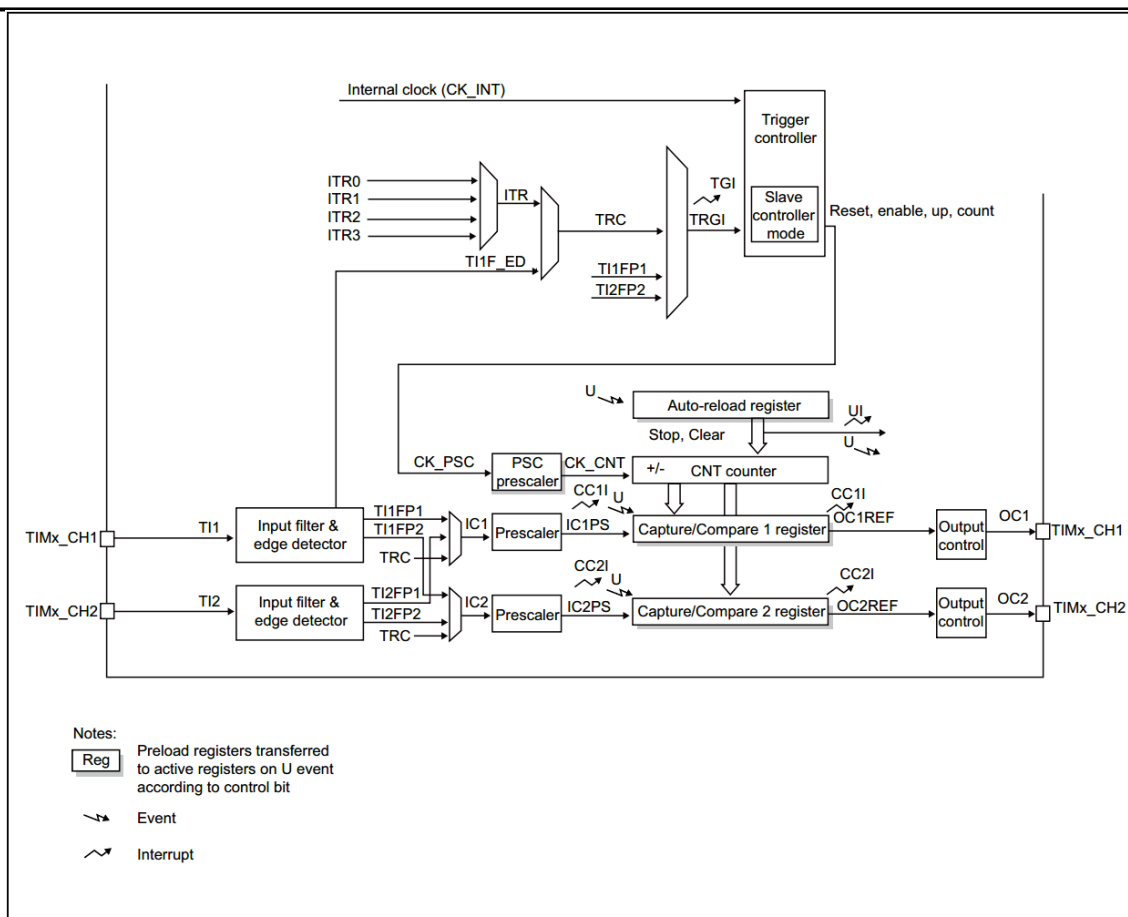 Internal clock (CK_INT)
Trigger
controller
ITR0
ITR1
ITR2
ITR3
ITR
TI1F_ED
TRC
TI1FP1
TI2FP2
TGI
TRGI
Slave
controller
mode
Reset, enable, up, count
U
Auto-reload register
Stop, Clear
UI
U
CK_PSC
PSC
prescaler
CK_CNT
+/-
CNT counter
TIMx_CH1
TI1
Input filter &
edge detector
TI1FP1
TI1FP2
TRC
IC1
Prescaler
IC1PS
CC1I
U
Capture/Compare 1 register
CC1I
OC1REF
Output
control
OC1
TIMx_CH1
TIMx_CH2
TI2
Input filter &
edge detector
TI2FP1
TI2FP2
TRC
IC2
Prescaler
IC2PS
CC2I
U
Capture/Compare 2 register
CC2I
OC2REF
Output
control
OC2
TIMx_CH2
Notes:
Reg
Preload registers transferred
to active registers on U event
according to control bit
Event
Interrupt